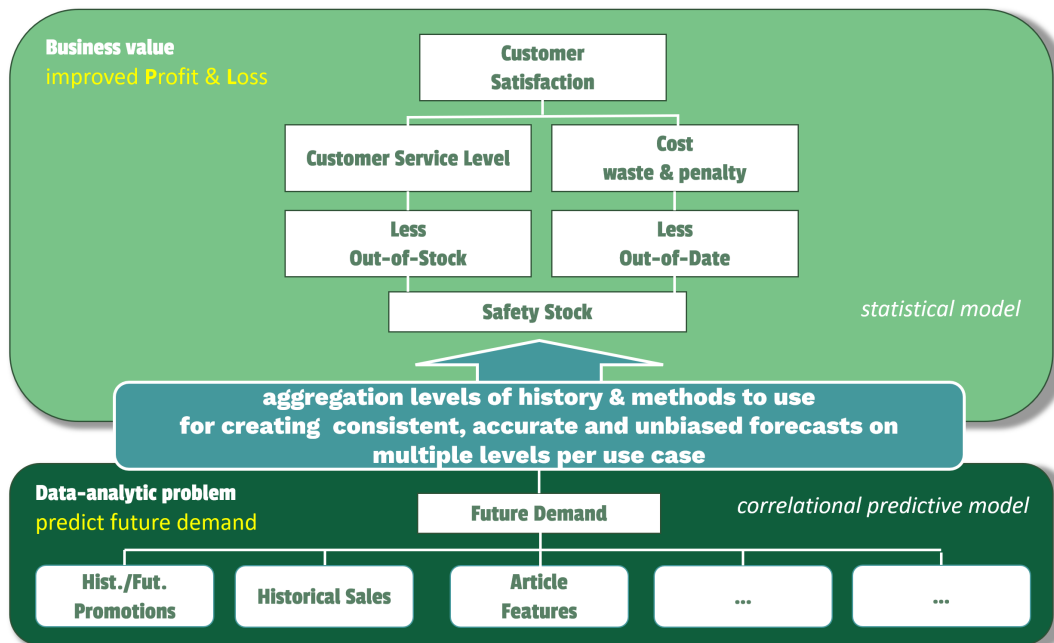 Business value
improved Profit & Loss
Customer
Satisfaction
Customer Service Level
Cost
waste & penalty
Less
Out-of-Stock
Less
Out-of-Date
Safety Stock
statistical model
aggregation levels of history & methods to use
for creating consistent, accurate and unbiased forecasts on
multiple levels per use case
Data-analytic problem
predict future demand
Future Demand
correlational predictive model
Hist./Fut.
Promotions
Historical Sales
Article
Features
...
...